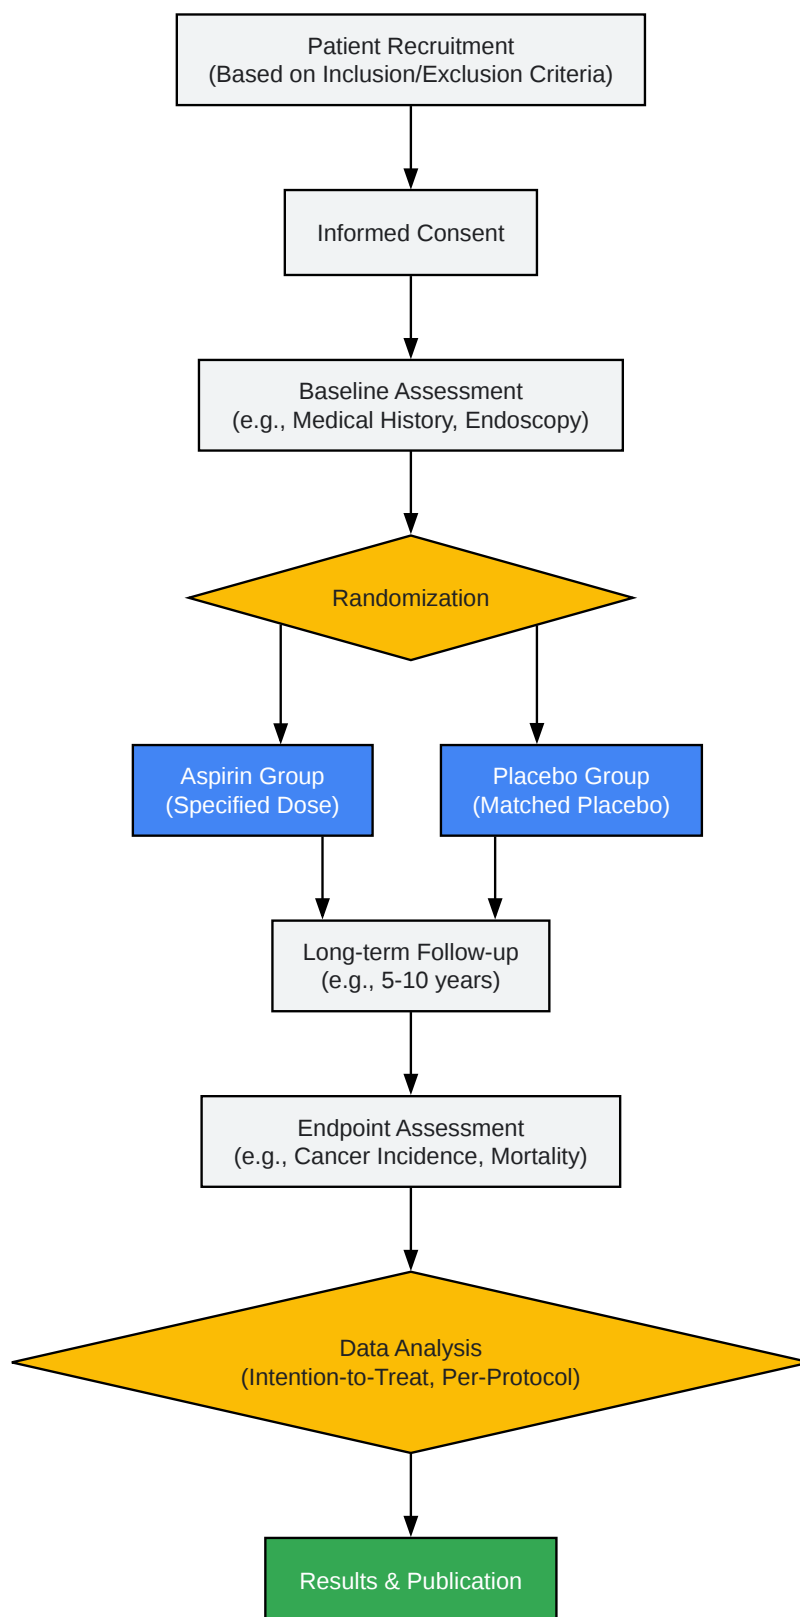 Patient Recruitment
(Based on Inclusion/Exclusion Criteria)
Informed Consent
Baseline Assessment
(e.g., Medical History, Endoscopy)
Randomization
Aspirin Group
(Specified Dose)
Placebo Group
(Matched Placebo)
Long-term Follow-up
(e.g., 5-10 years)
Endpoint Assessment
(e.g., Cancer Incidence, Mortality)
Data Analysis
(Intention-to-Treat, Per-Protocol)
Results & Publication